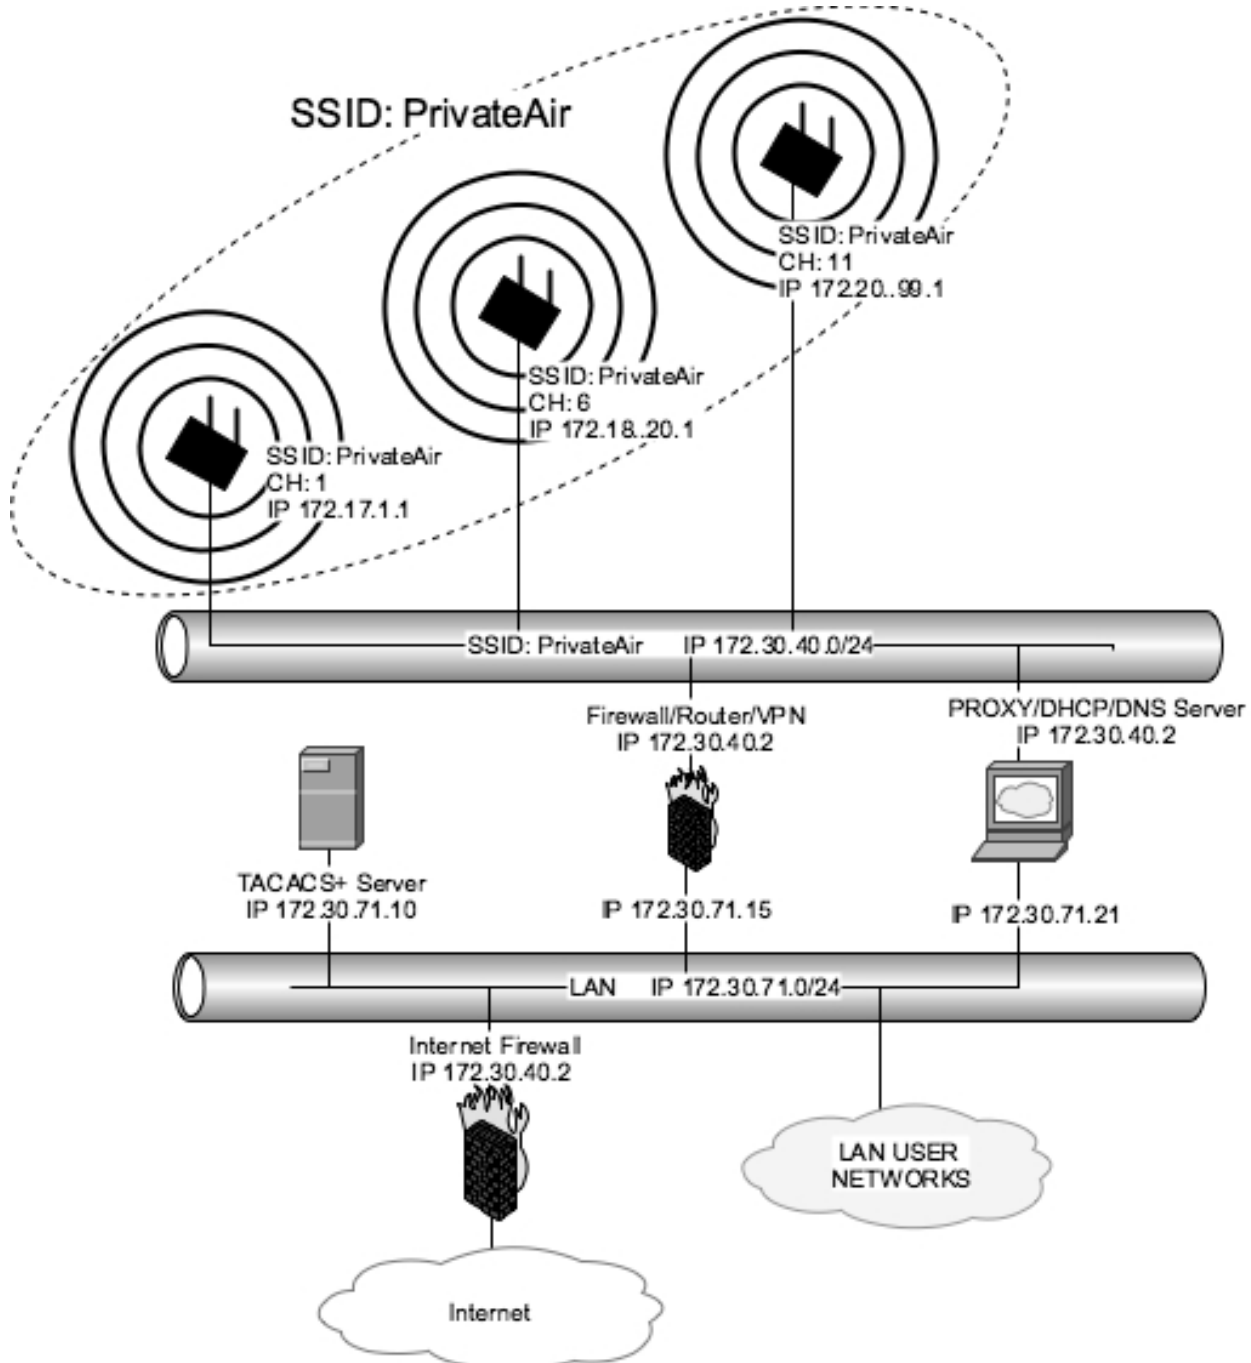 SSID: PrivateAir
SSID: PrivateAir
CH: 11
IP 172.20..99.1
SSID: PrivateAir
CH: 6
IP 172.18..20.1
SSID: PrivateAir
CH: 1
IP 172.17.1.1
SSID: PrivateAir IP 172.30.40.0/24
Firewall/Router/VPN
IP 172.30.40.2
PROXY/DHCP/DNS Server
IP 172.30.40.2
TACACS+ Server
IP 172.30.71.10
IP 172.30.71.15
IP 172.30.71.21
LAN IP 172.30.71.0/24
Internet Firewall
IP 172.30.40.2
LAN USER
NETWORKS
Internet